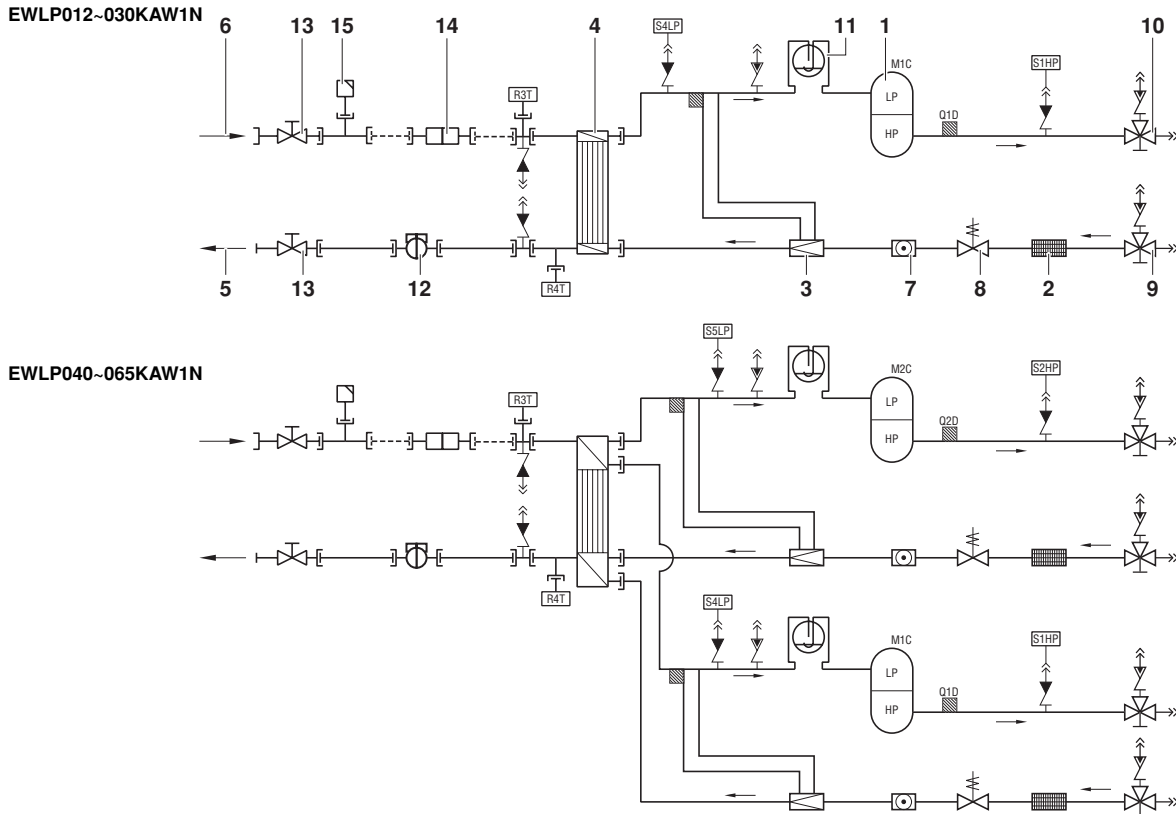 EWLP012~030KAW1N
6 13 15 14 4 11 1 10
S4LP
M1C
S1HP
R3T
LP
Q1D
HP
R4T
5 13 12 3 7 8 2 9
EWLP040~065KAW1N
S5LP
M2C
S2HP
R3T
LP
Q2D
HP
R4T
S4LP
M1C
S1HP
LP
Q1D
HP